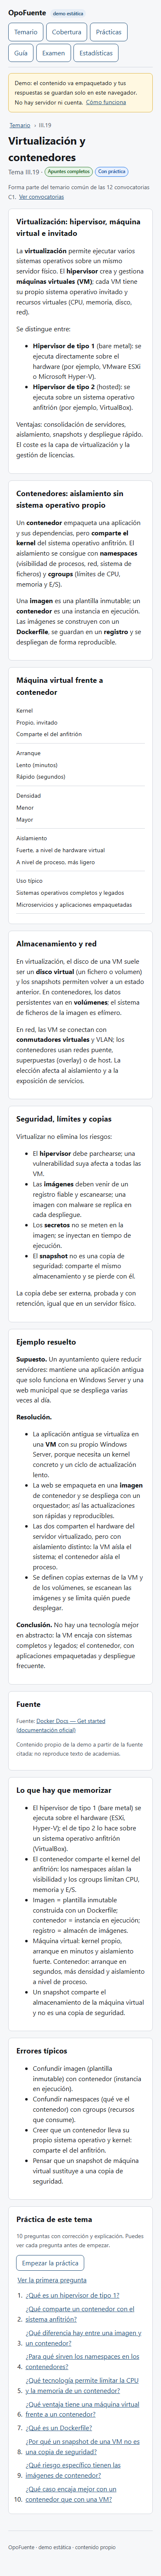 OpoFuente demo estática
Temario Cobertura Prácticas
Guía Examen Estadísticas
Demo: el contenido va empaquetado y tus
respuestas se guardan solo en este navegador.
No hay servidor ni cuenta. Cómo funciona
Temario › III.19
Virtualización y
contenedores
Tema III.19 · Apuntes completos Con práctica
Forma parte del temario común de las 12 convocatorias
C1. Ver convocatorias
Virtualización: hipervisor, máquina
virtual e invitado
La virtualización permite ejecutar varios
sistemas operativos sobre un mismo
servidor físico. El hipervisor crea y gestiona
máquinas virtuales (VM); cada VM tiene
su propio sistema operativo invitado y
recursos virtuales (CPU, memoria, disco,
red).
Se distingue entre:
• Hipervisor de tipo 1 (bare metal): se
ejecuta directamente sobre el
hardware (por ejemplo, VMware ESXi
o Microsoft Hyper-V).
• Hipervisor de tipo 2 (hosted): se
ejecuta sobre un sistema operativo
anfitrión (por ejemplo, VirtualBox).
Ventajas: consolidación de servidores,
aislamiento, snapshots y despliegue rápido.
El coste es la capa de virtualización y la
gestión de licencias.
Contenedores: aislamiento sin
sistema operativo propio
Un contenedor empaqueta una aplicación
y sus dependencias, pero comparte el
kernel del sistema operativo anfitrión. El
aislamiento se consigue con namespaces
(visibilidad de procesos, red, sistema de
ficheros) y cgroups (límites de CPU,
memoria y E/S).
Una imagen es una plantilla inmutable; un
contenedor es una instancia en ejecución.
Las imágenes se construyen con un
Dockerfile, se guardan en un registro y se
despliegan de forma reproducible.
Máquina virtual frente a
contenedor
Kernel
Propio, invitado
Comparte el del anfitrión
Arranque
Lento (minutos)
Rápido (segundos)
Densidad
Menor
Mayor
Aislamiento
Fuerte, a nivel de hardware virtual
A nivel de proceso, más ligero
Uso típico
Sistemas operativos completos y legados
Microservicios y aplicaciones empaquetadas
Almacenamiento y red
En virtualización, el disco de una VM suele
ser un disco virtual (un fichero o volumen)
y los snapshots permiten volver a un estado
anterior. En contenedores, los datos
persistentes van en volúmenes; el sistema
de ficheros de la imagen es efímero.
En red, las VM se conectan con
conmutadores virtuales y VLAN; los
contenedores usan redes puente,
superpuestas (overlay) o de host. La
elección afecta al aislamiento y a la
exposición de servicios.
Seguridad, límites y copias
Virtualizar no elimina los riesgos:
• El hipervisor debe parchearse; una
vulnerabilidad suya afecta a todas las
VM.
• Las imágenes deben venir de un
registro fiable y escanearse; una
imagen con malware se replica en
cada despliegue.
• Los secretos no se meten en la
imagen; se inyectan en tiempo de
ejecución.
• El snapshot no es una copia de
seguridad: comparte el mismo
almacenamiento y se pierde con él.
La copia debe ser externa, probada y con
retención, igual que en un servidor físico.
Ejemplo resuelto
Supuesto. Un ayuntamiento quiere reducir
servidores: mantiene una aplicación antigua
que solo funciona en Windows Server y una
web municipal que se despliega varias
veces al día.
Resolución.
• La aplicación antigua se virtualiza en
una VM con su propio Windows
Server, porque necesita un kernel
concreto y un ciclo de actualización
lento.
• La web se empaqueta en una imagen
de contenedor y se despliega con un
orquestador; así las actualizaciones
son rápidas y reproducibles.
• Las dos comparten el hardware del
servidor virtualizado, pero con
aislamiento distinto: la VM aísla el
sistema; el contenedor aísla el
proceso.
• Se definen copias externas de la VM y
de los volúmenes, se escanean las
imágenes y se limita quién puede
desplegar.
Conclusión. No hay una tecnología mejor
en abstracto: la VM encaja con sistemas
completos y legados; el contenedor, con
aplicaciones empaquetadas y despliegue
frecuente.
Fuente
Fuente: Docker Docs — Get started
(documentación oficial)
Contenido propio de la demo a partir de la fuente
citada; no reproduce texto de academias.
Lo que hay que memorizar
• El hipervisor de tipo 1 (bare metal) se
ejecuta sobre el hardware (ESXi,
Hyper-V); el de tipo 2 lo hace sobre
un sistema operativo anfitrión
(VirtualBox).
• El contenedor comparte el kernel del
anfitrión: los namespaces aíslan la
visibilidad y los cgroups limitan CPU,
memoria y E/S.
• Imagen = plantilla inmutable
construida con un Dockerfile;
contenedor = instancia en ejecución;
registro = almacén de imágenes.
• Máquina virtual: kernel propio,
arranque en minutos y aislamiento
fuerte. Contenedor: arranque en
segundos, más densidad y aislamiento
a nivel de proceso.
• Un snapshot comparte el
almacenamiento de la máquina virtual
y no es una copia de seguridad.
Errores típicos
• Confundir imagen (plantilla
inmutable) con contenedor (instancia
en ejecución).
• Confundir namespaces (qué ve el
contenedor) con cgroups (recursos
que consume).
• Creer que un contenedor lleva su
propio sistema operativo y kernel:
comparte el del anfitrión.
• Pensar que un snapshot de máquina
virtual sustituye a una copia de
seguridad.
Práctica de este tema
10 preguntas con corrección y explicación. Puedes
ver cada pregunta antes de empezar.
Empezar la práctica
Ver la primera pregunta
1. ¿Qué es un hipervisor de tipo 1?
2. ¿Qué comparte un contenedor con el
sistema anfitrión?
3. ¿Qué diferencia hay entre una imagen y
un contenedor?
4. ¿Para qué sirven los namespaces en los
contenedores?
5. ¿Qué tecnología permite limitar la CPU
y la memoria de un contenedor?
6. ¿Qué ventaja tiene una máquina virtual
frente a un contenedor?
7. ¿Qué es un Dockerfile?
8. ¿Por qué un snapshot de una VM no es
una copia de seguridad?
9. ¿Qué riesgo específico tienen las
imágenes de contenedor?
10. ¿Qué caso encaja mejor con un
contenedor que con una VM?
OpoFuente · demo estática · contenido propio